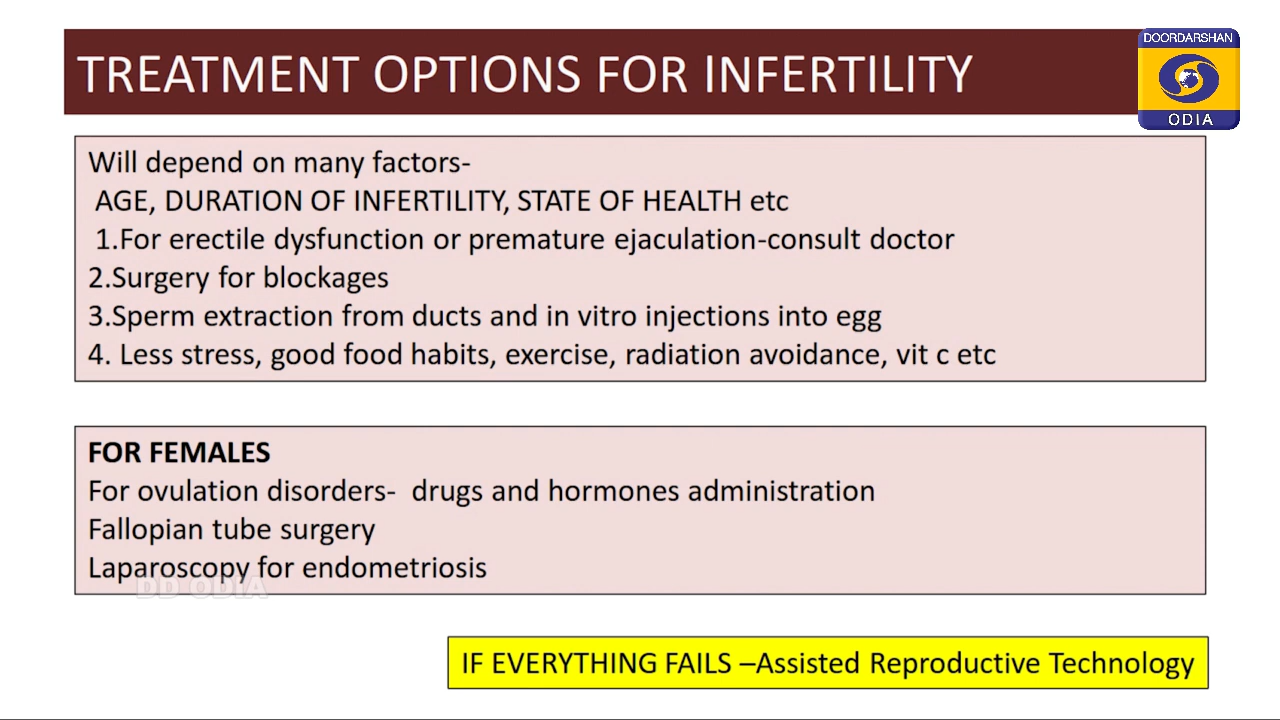 TREATMENT OPTIONS FOR INFERTILITY
DOORDARSHAN
ODIA
Will depend on many factors-
AGE, DURATION OF INFERTILITY, STATE OF HEALTH etc
1.For erectile dysfunction or premature ejaculation-consult doctor
2.Surgery for blockages
3.Sperm extraction from ducts and in vitro injections into egg
4. Less stress, good food habits, exercise, radiation avoidance, vit c etc
FOR FEMALES
For ovulation disorders- drugs and hormones administration
Fallopian tube surgery
Laparoscopy for endometriosis
DD ODIA
IF EVERYTHING FAILS –Assisted Reproductive Technology